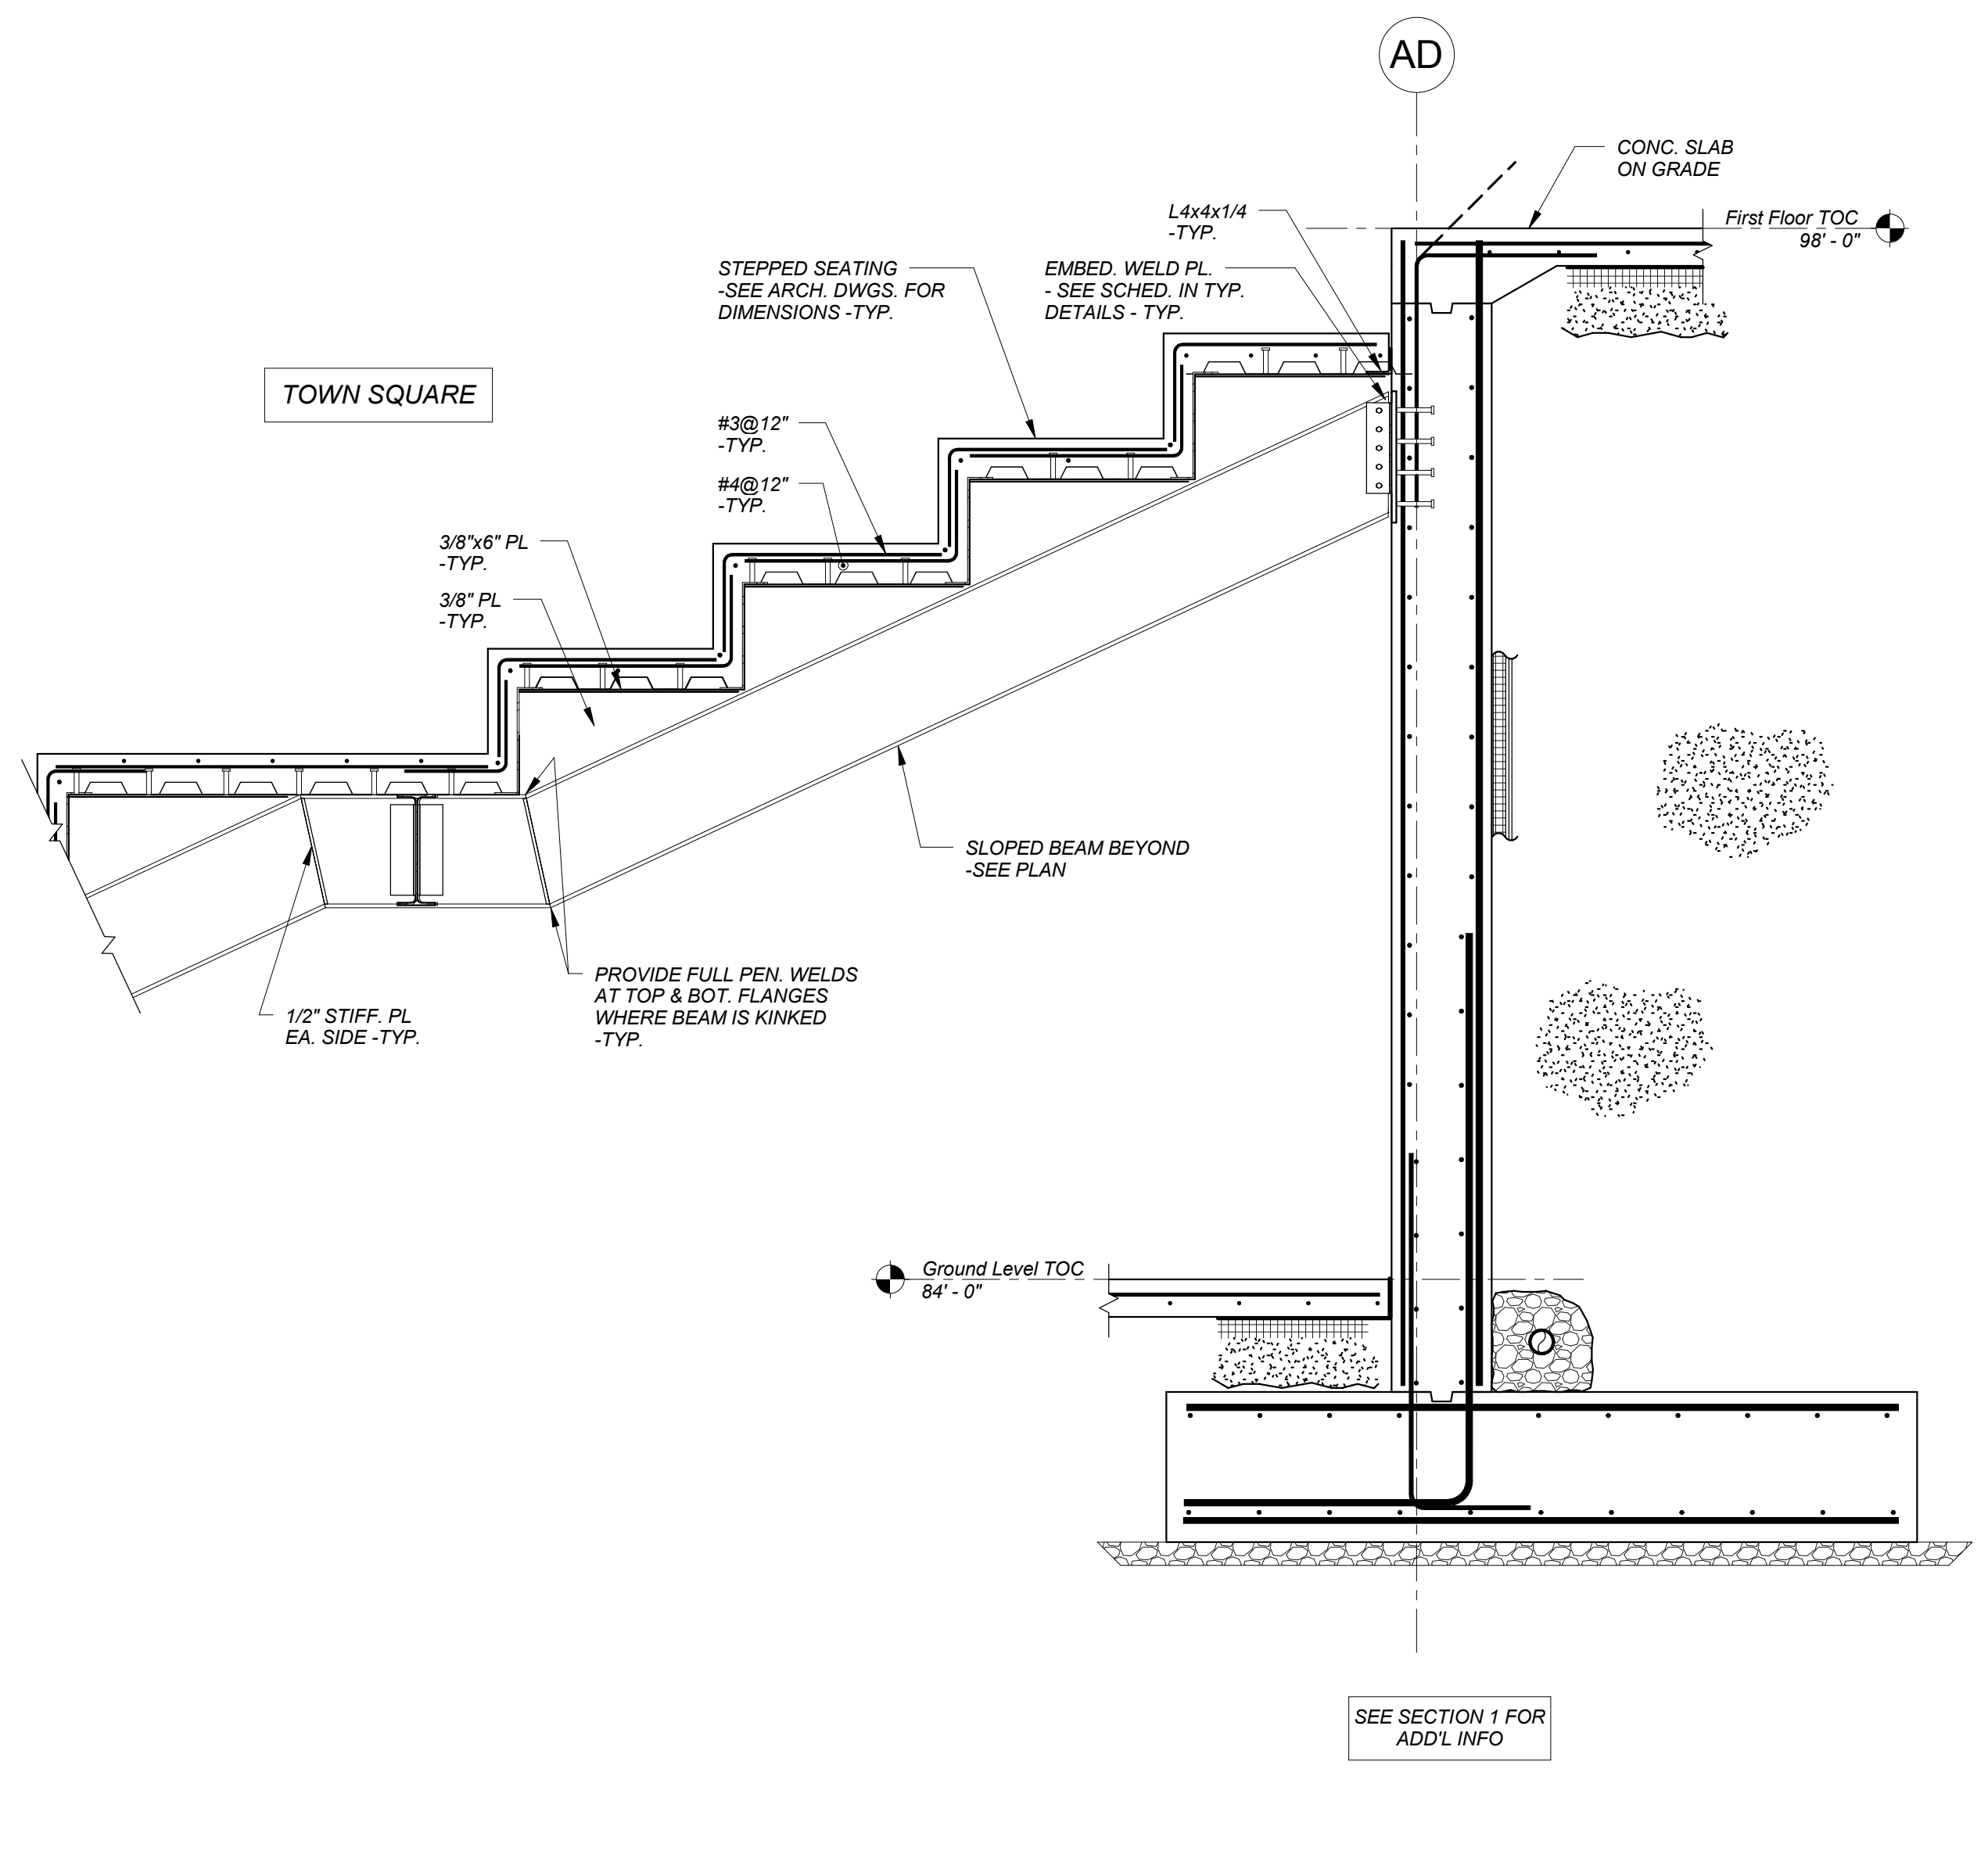 AD
CONC. SLAB
ON GRADE
L4x4x1/4
-TYP.
First Floor TOC
98' - 0"
STEPPED SEATING
-SEE ARCH. DWGS. FOR
DIMENSIONS -TYP.
EMBED. WELD PL.
- SEE SCHED. IN TYP.
DETAILS - TYP.
TOWN SQUARE
#3@12"
-TYP.
#4@12"
-TYP.
3/8"x6" PL
-TYP.
3/8" PL
-TYP.
SLOPED BEAM BEYOND
-SEE PLAN
PROVIDE FULL PEN. WELDS
AT TOP & BOT. FLANGES
WHERE BEAM IS KINKED
-TYP.
1/2" STIFF. PL
EA. SIDE -TYP.
Ground Level TOC
84' - 0"
SEE SECTION 1 FOR
ADD'L INFO